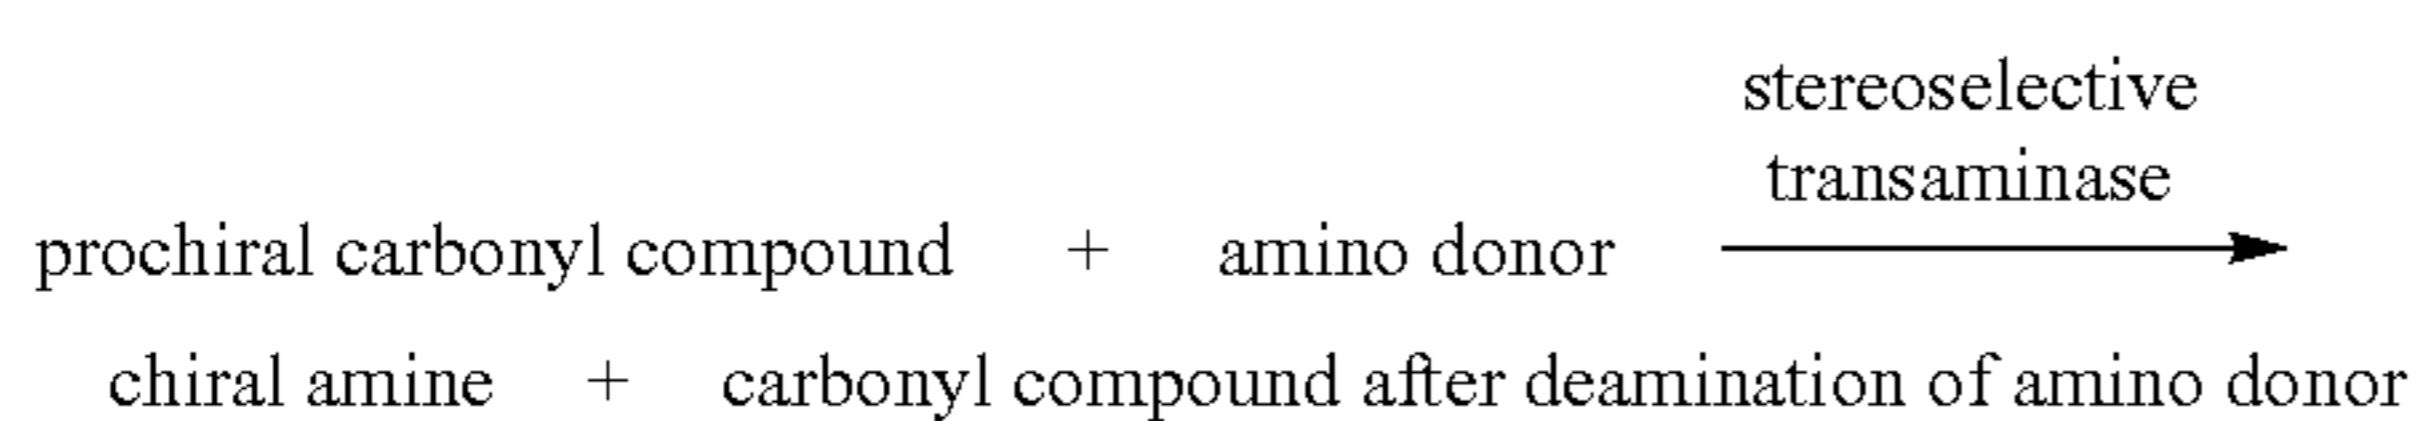 stereoselective
transaminase
prochiral carbonyl compound + amino donor
chiral amine + carbonyl compound after deamination of amino donor